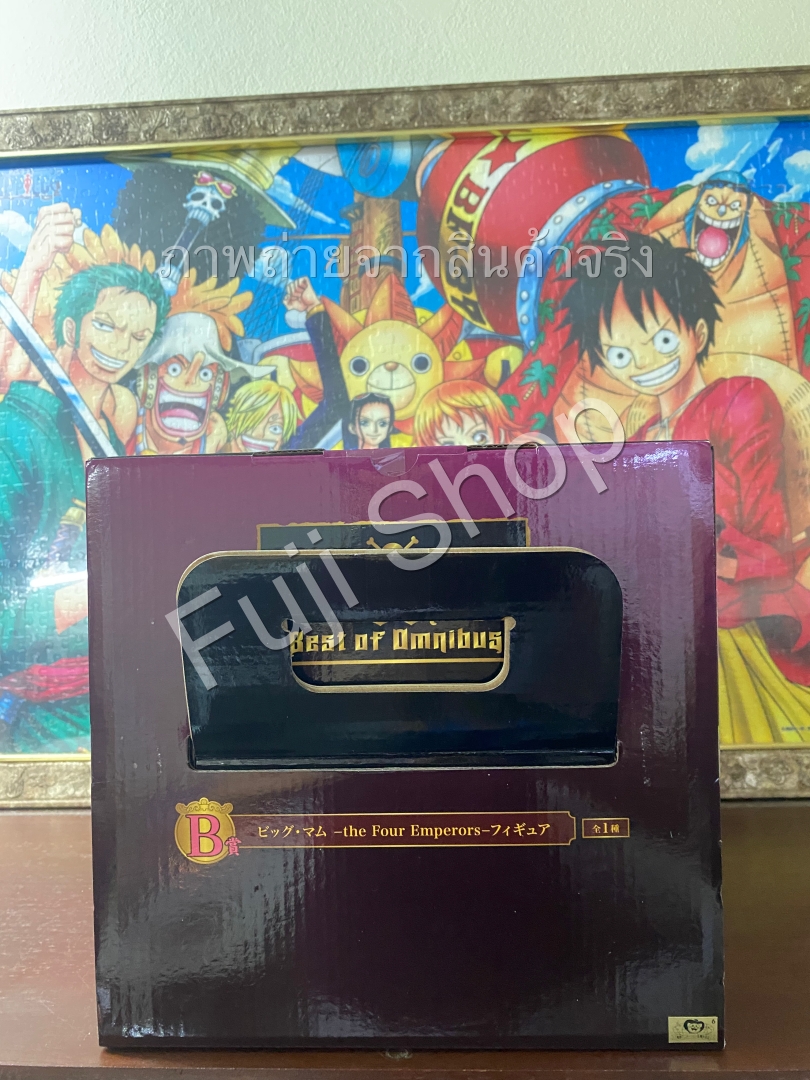 ภาพถ่ายจากสินค้าจริง
Fuji Shop
Best of Omnibus
B賞
ビッグ・マム −the Four Emperors−フィギュア
全1種
6